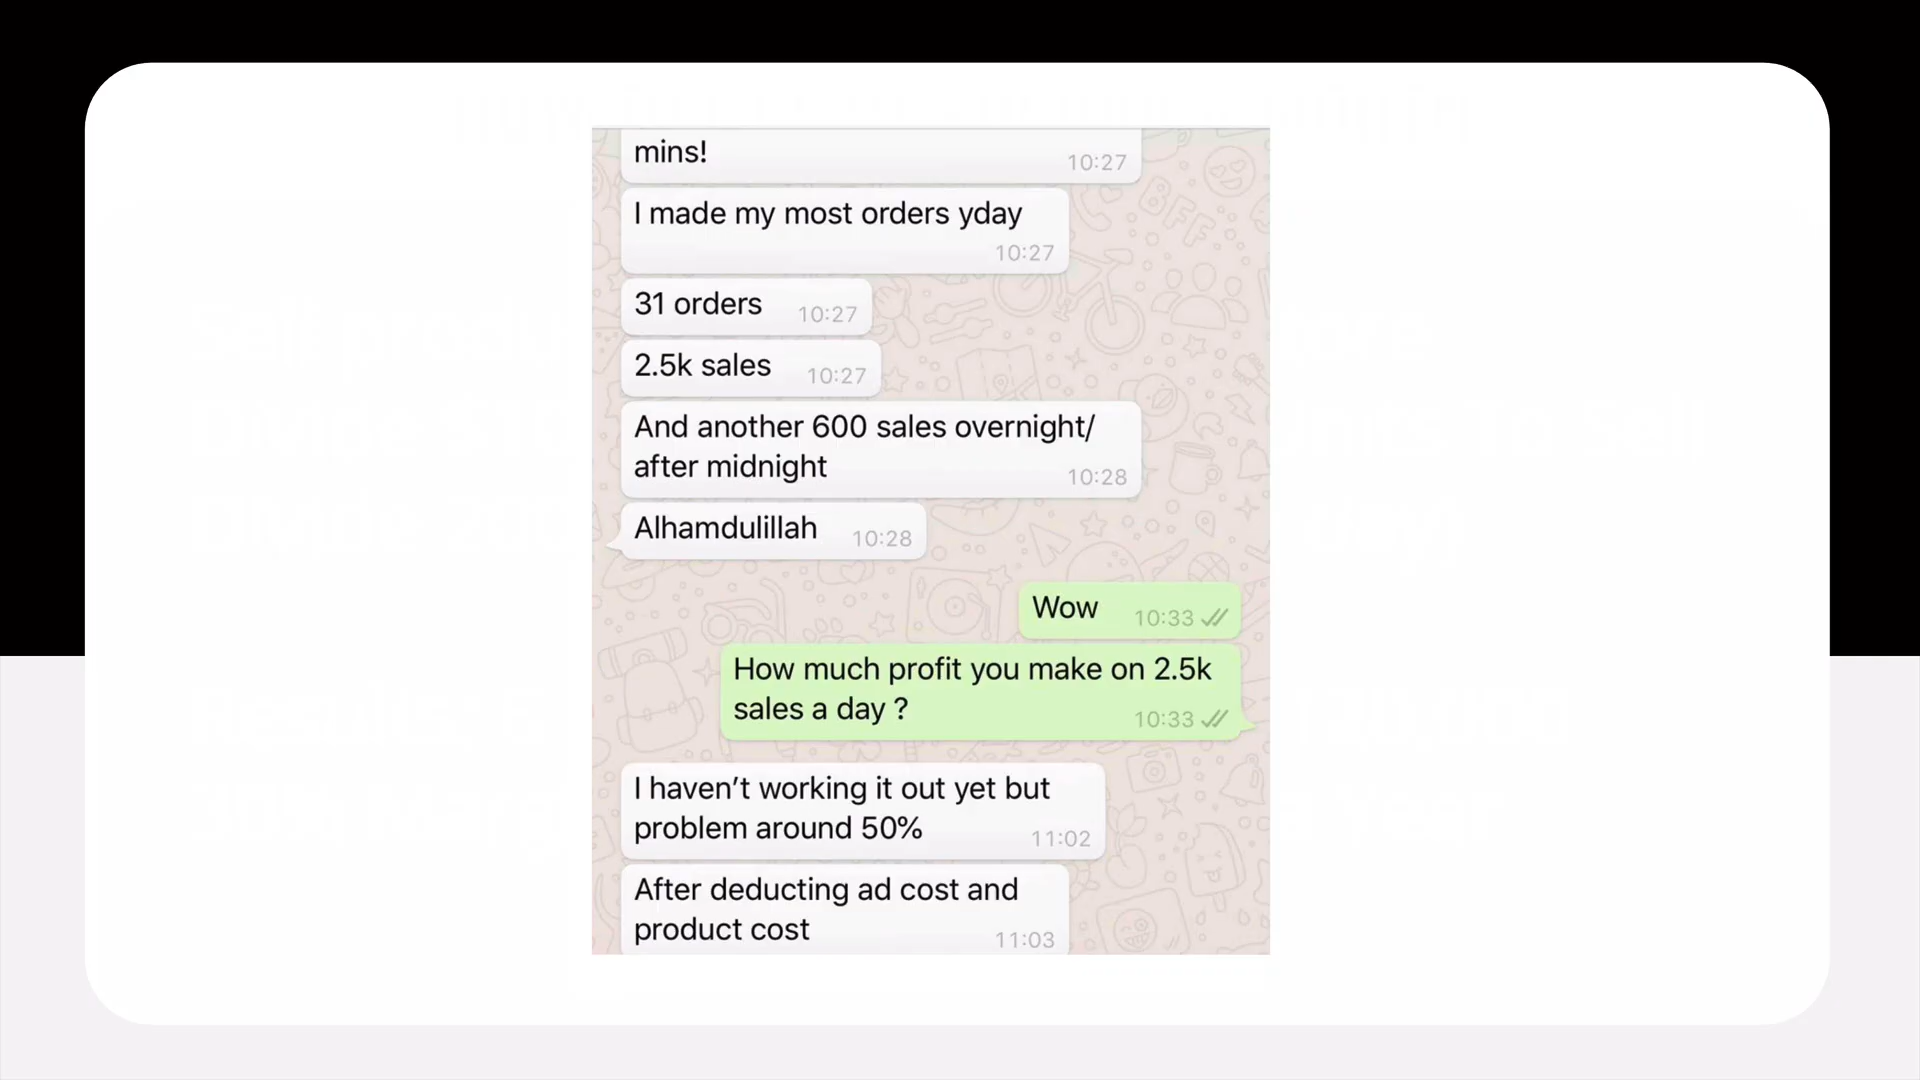 mins!
10:27
I made my most orders yday
10:27
31 orders 10:27
2.5k sales 10:27
And another 600 sales overnight/
after midnight 10:28
Alhamdulillah 10:28
Wow 10:33
How much profit you make on 2.5k
sales a day ? 10:33
I haven’t working it out yet but
problem around 50% 11:02
After deducting ad cost and
product cost 11:03